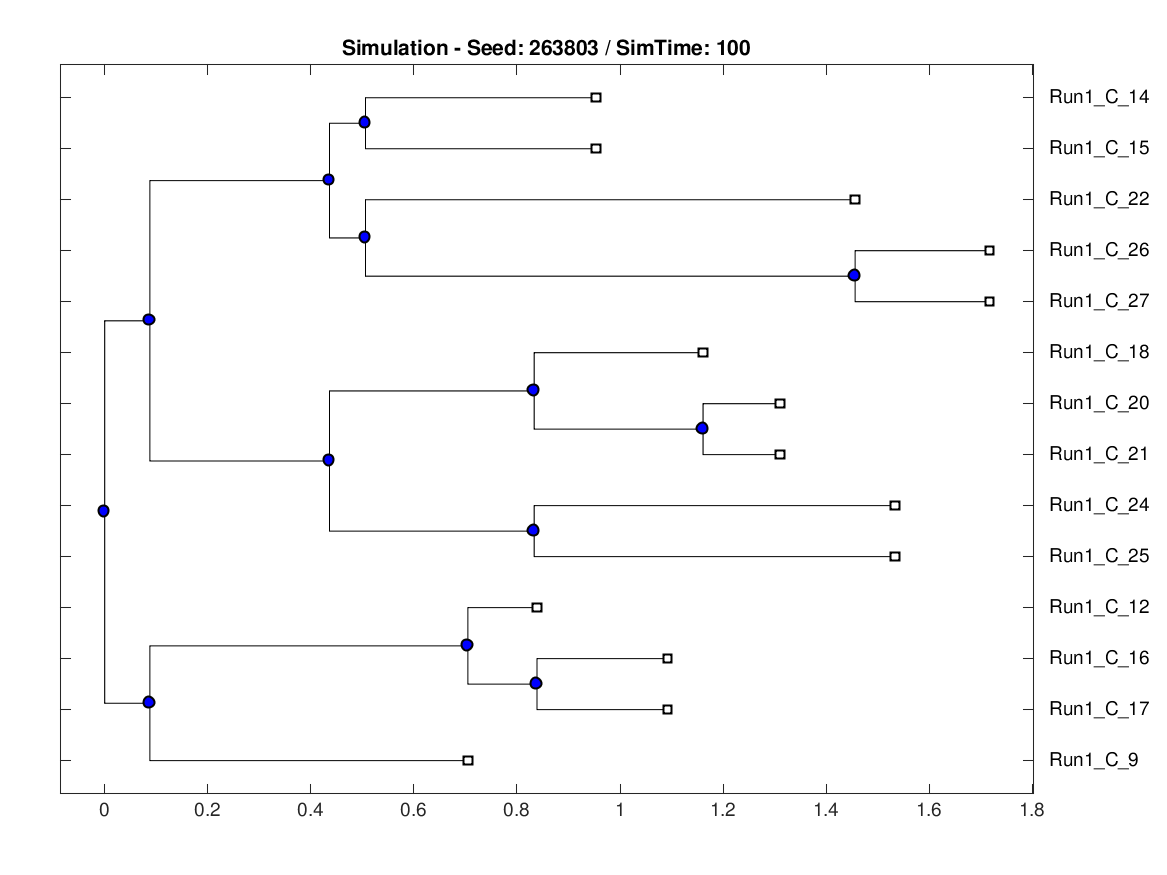 Simulation - Seed: 263803 / SimTime: 100
Run1_C_14
Run1_C_15
Run1_C_22
Run1_C_26
Run1_C_27
Run1_C_18
Run1_C_20
Run1_C_21
Run1_C_24
Run1_C_25
Run1_C_12
Run1_C_16
Run1_C_17
Run1_C_9
0 0.2 0.4 0.6 0.8 1 1.2 1.4 1.6 1.8